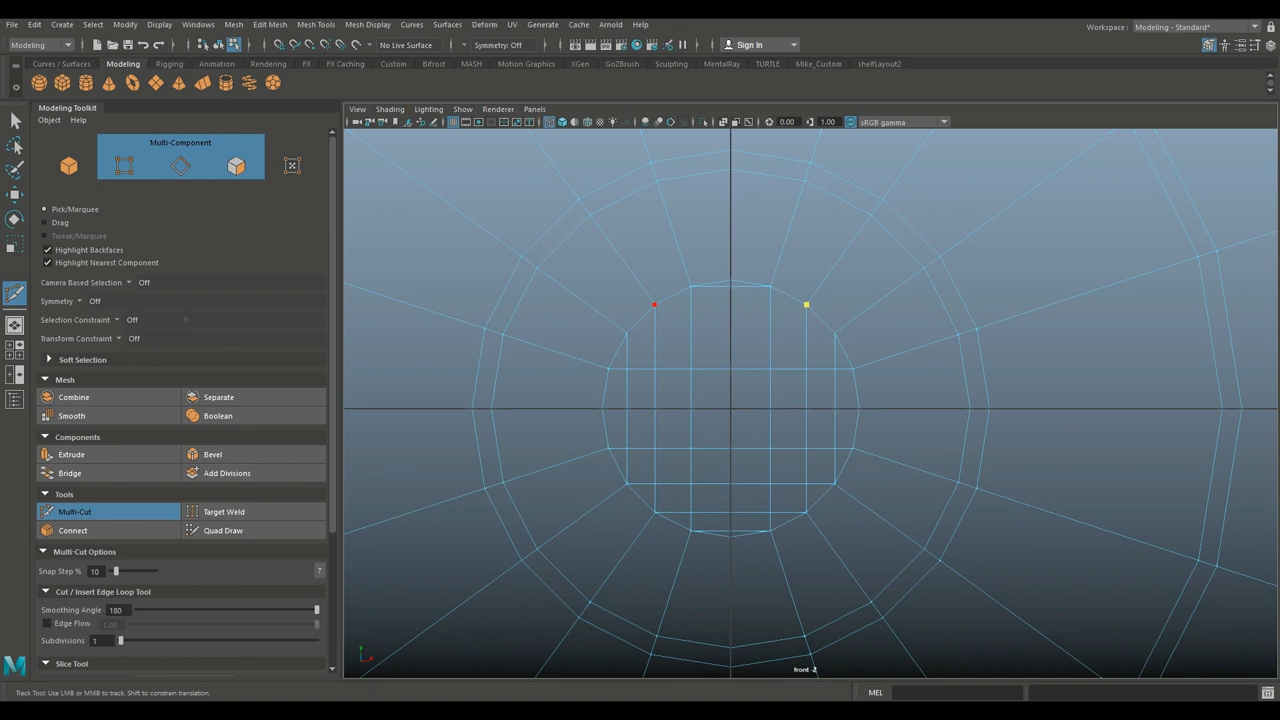 File Edit Create Select Modify Display Windows Mesh Edit Mesh Mesh Tools Mesh Display Curves Surfaces Deform UV Generate Cache Arnold Help
Workspace : Modeling - Standard*
Modeling No Live Surface Symmetry: Off Sign In
Curves / Surfaces Modeling Rigging Animation Rendering FX FX Caching Custom Bifrost MASH Motion Graphics XGen GoZBrush Sculpting MentalRay TURTLE Mike_Custom shelfLayout2
Modeling Toolkit
Object Help
Multi-Component
Pick/Marquee
Drag
Tweak/Marquee
Highlight Backfaces
Highlight Nearest Component
Camera Based Selection Off
Symmetry Off
Selection Constraint Off
Transform Constraint Off
Soft Selection
Mesh
Combine Separate
Smooth Boolean
Components
Extrude Bevel
Bridge Add Divisions
Tools
Multi-Cut Target Weld
Connect Quad Draw
Multi-Cut Options
Snap Step % 10 ?
Cut / Insert Edge Loop Tool
Smoothing Angle 180
Edge Flow 1.00
Subdivisions 1
Slice Tool
View Shading Lighting Show Renderer Panels
0.00 1.00 sRGB gamma
y
x
front -Z
Track Tool: Use LMB or MMB to track. Shift to constrain translation.
MEL